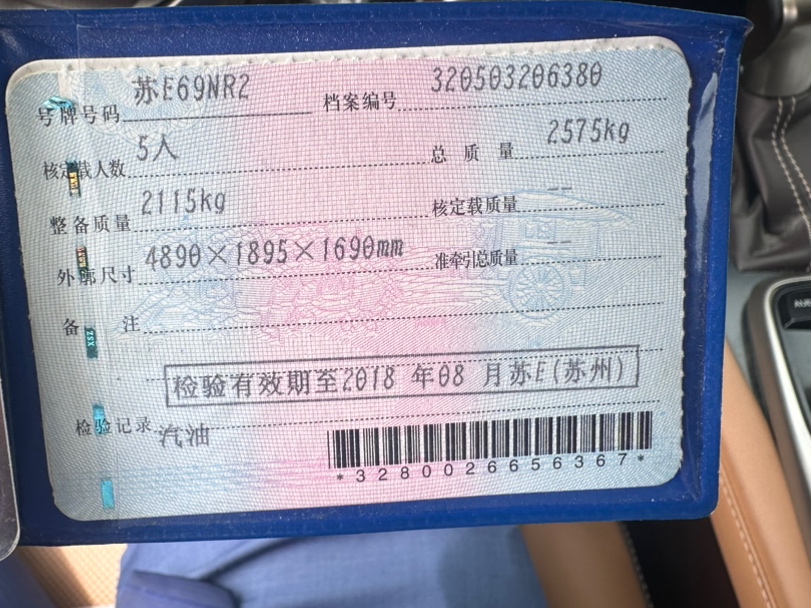 号牌号码 苏E69NR2 档案编号 320503206380
核定载人数 5人 总质量 2575kg
整备质量 2115kg 核定载质量 --
外廓尺寸 4890×1895×1690mm 准牵引总质量 --
备注
检验有效期至2018 年08 月苏E(苏州)
检验记录 汽油
*3280026656367*